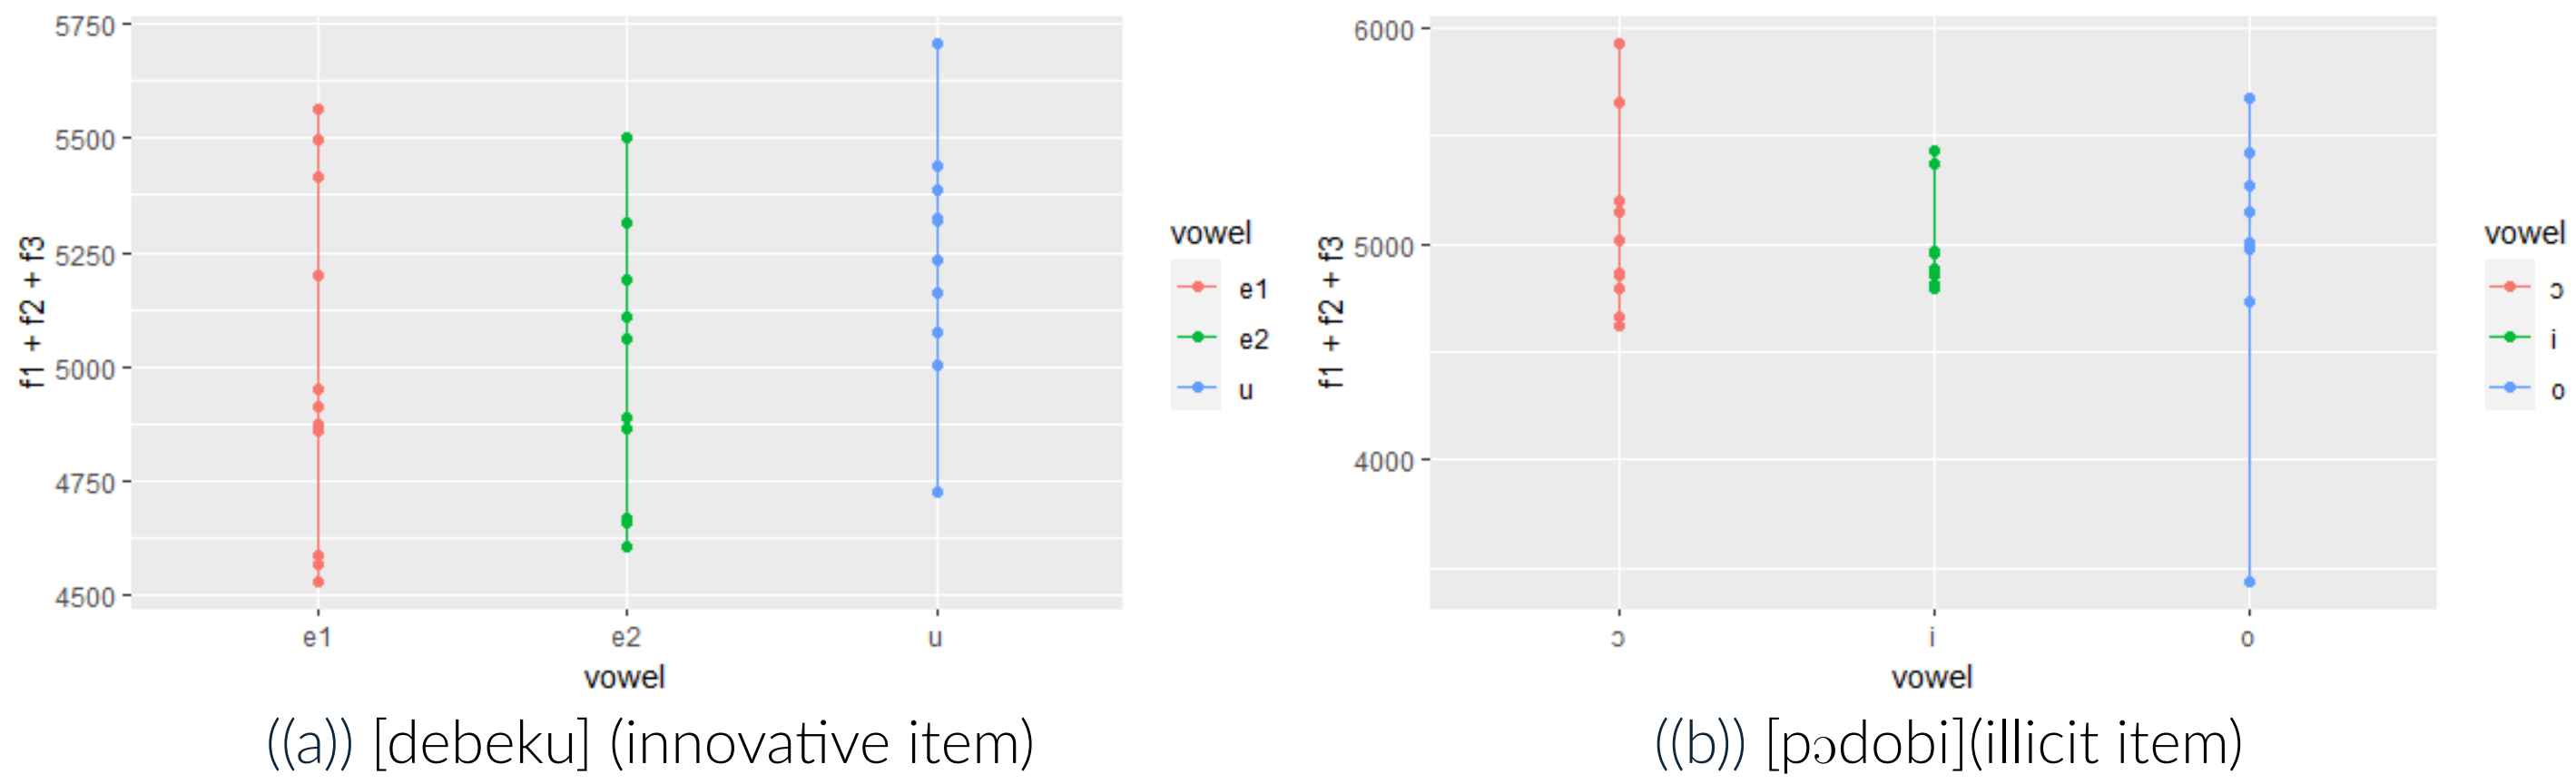 5750
5500
5250
5000
4750
4500
f1 + f2 + f3
e1 e2 u
vowel
vowel
e1
e2
u
((a)) [debeku] (innovative item)
6000
5000
4000
f1 + f2 + f3
ɔ i o
vowel
vowel
ɔ
i
o
((b)) [pɔdobi](illicit item)